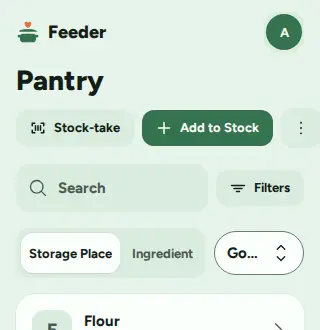 Feeder
A
Pantry
Stock-take
Add to Stock
Search
Filters
Storage Place
Ingredient
Go...
F
Flour